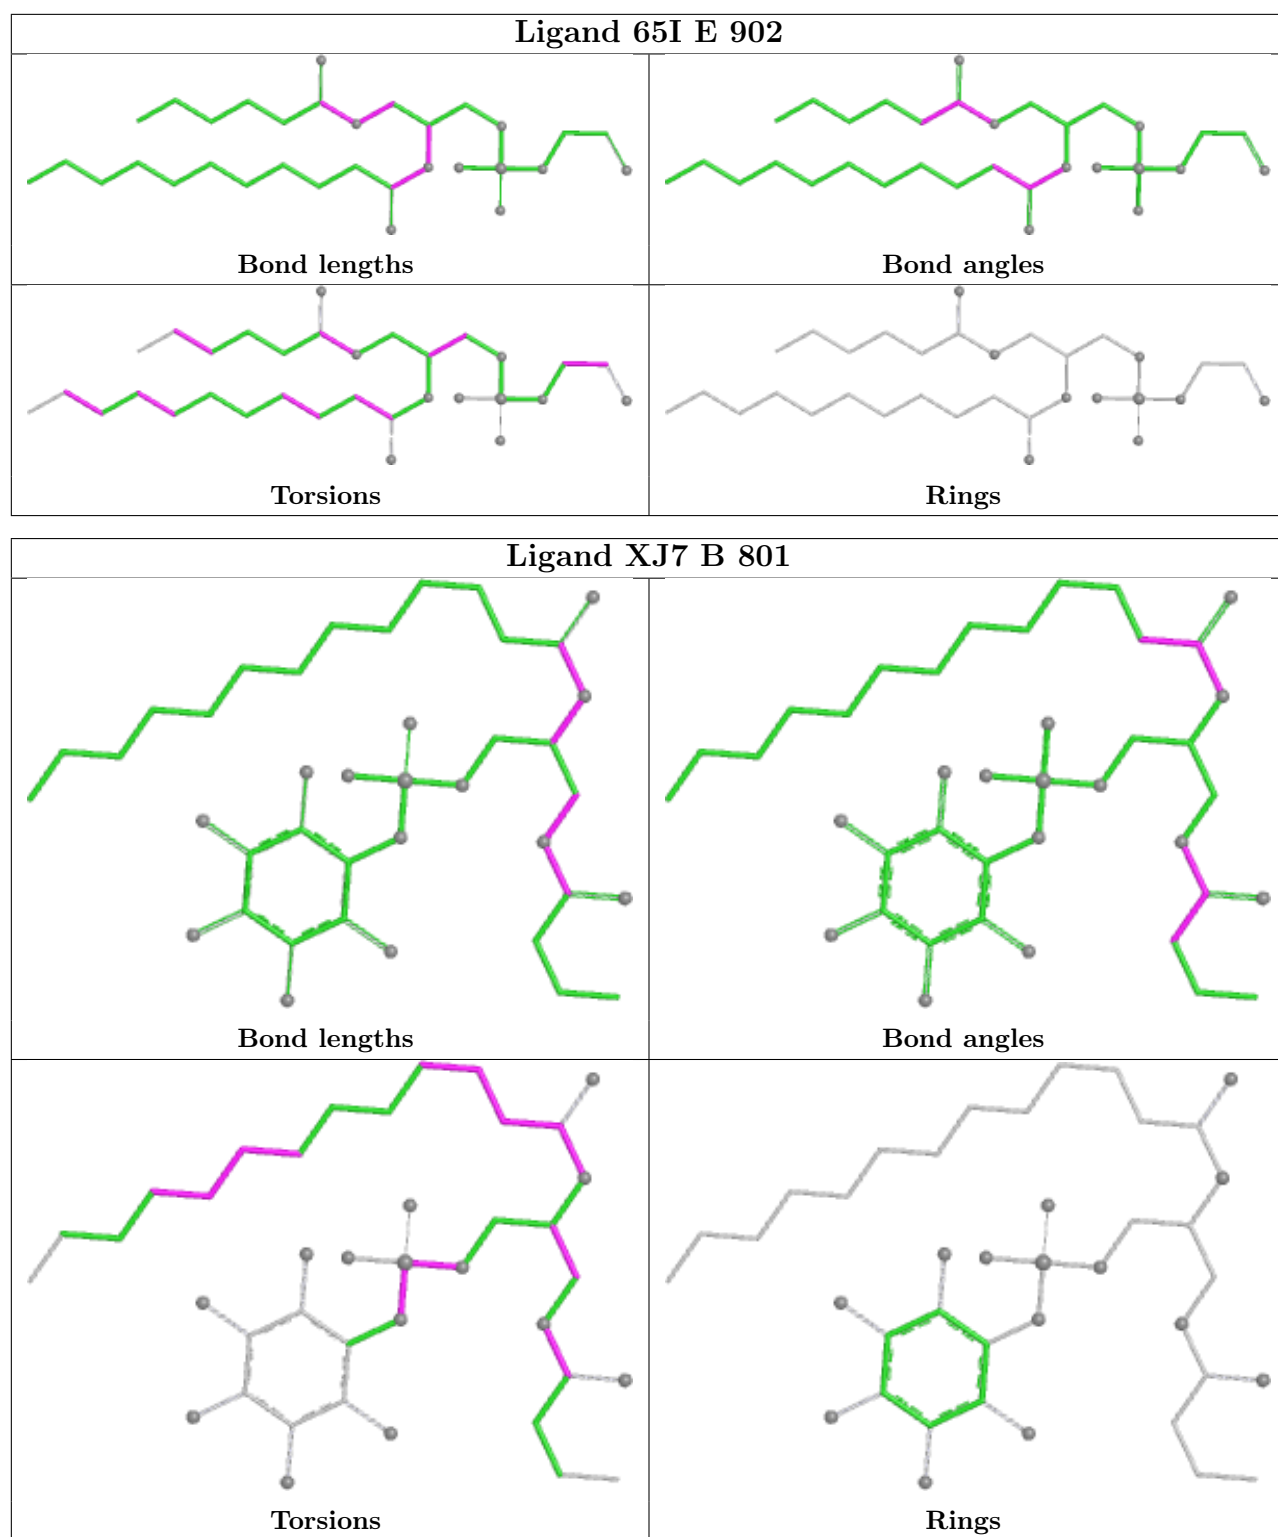 Ligand 65I E 902
Bond lengths
Bond angles
Torsions
Rings
Ligand XJ7 B 801
Bond lengths
Bond angles
Torsions
Rings